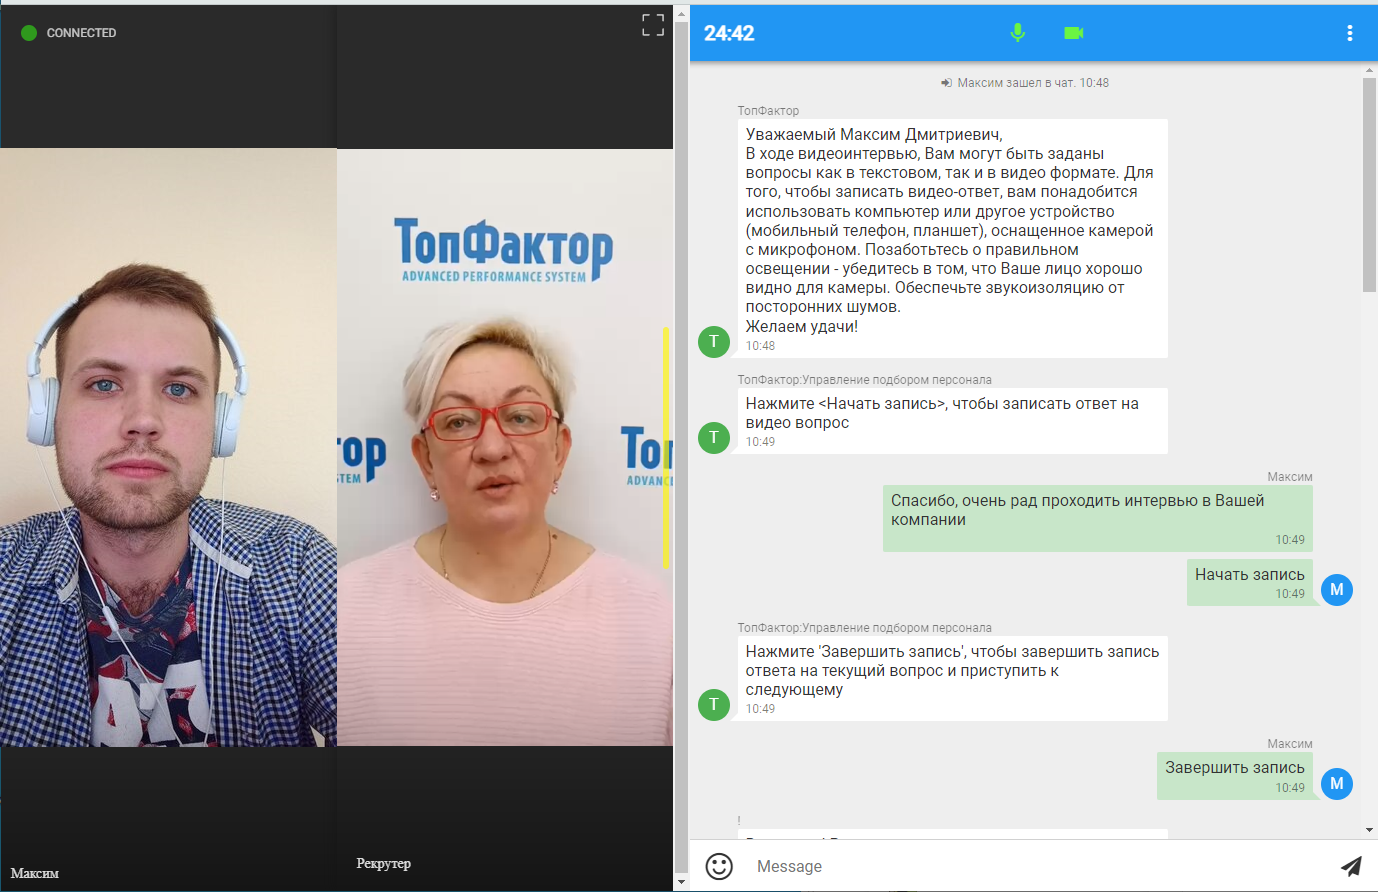 CONNECTED
ТопФактор
ADVANCED PERFORMANCE SYSTEM
ор
TEM
То
ADVANC
Максим
Рекрутер
24:42
Максим зашел в чат. 10:48
ТопФактор
Уважаемый Максим Дмитриевич,
В ходе видеоинтервью, Вам могут быть заданы
вопросы как в текстовом, так и в видео формате. Для
того, чтобы записать видео-ответ, вам понадобится
использовать компьютер или другое устройство
(мобильный телефон, планшет), оснащенное камерой
с микрофоном. Позаботьтесь о правильном
освещении - убедитесь в том, что Ваше лицо хорошо
видно для камеры. Обеспечьте звукоизоляцию от
посторонних шумов.
Желаем удачи!
T
10:48
ТопФактор:Управление подбором персонала
Нажмите <Начать запись>, чтобы записать ответ на
видео вопрос
T
10:49
Максим
Спасибо, очень рад проходить интервью в Вашей
компании
10:49
Начать запись
10:49
М
ТопФактор:Управление подбором персонала
Нажмите 'Завершить запись', чтобы завершить запись
ответа на текущий вопрос и приступить к
следующему
T
10:49
Максим
Завершить запись
10:49
М
!
Message